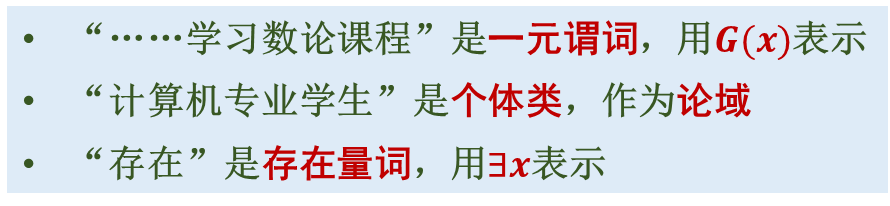 • “……学习数论课程”是一元谓词，用G(x)表示
• “计算机专业学生”是个体类，作为论域
• “存在”是存在量词，用∃x表示